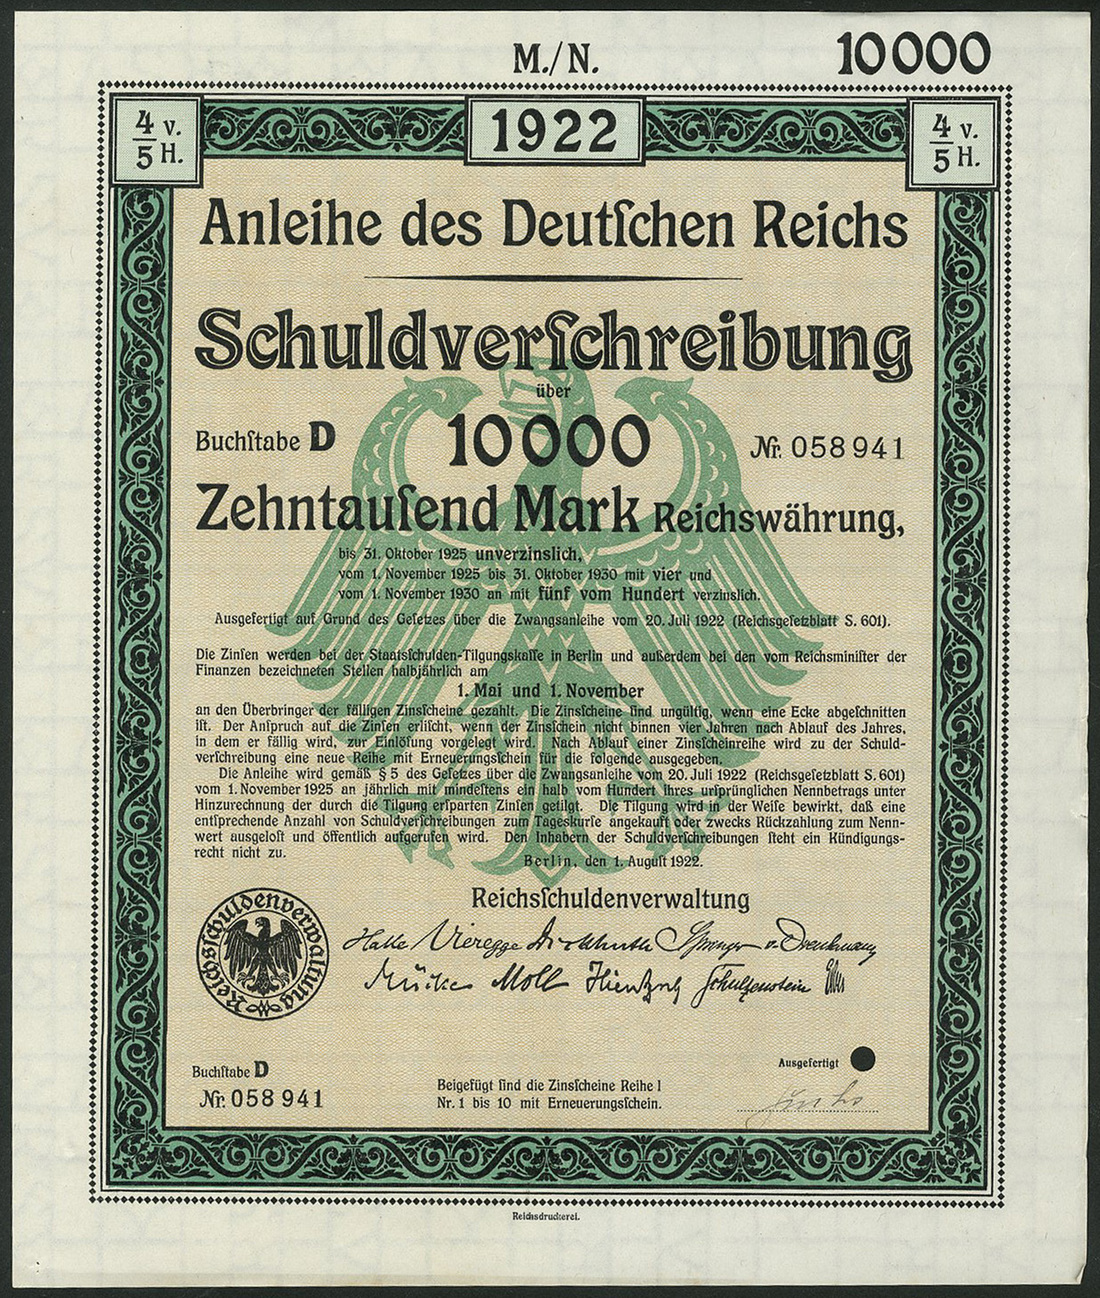 M./N.
10000
4/5 v. H.
1922
4/5 v. H.
Anleihe des Deutſchen Reichs
Schuldverſchreibung
über
Buchſtabe D 10000 Nr. 058941
Zehntauſend Mark Reichswährung,
bis 31. Oktober 1925 unverzinslich,
vom 1. November 1925 bis 31. Oktober 1930 mit vier und
vom 1. November 1930 an mit fünf vom Hundert verzinslich.
Ausgefertigt auf Grund des Geſetzes über die Zwangsanleihe vom 20. Juli 1922 (Reichsgeſetzblatt S. 601).
Die Zinſen werden bei der Staatsſchulden-Tilgungskaſſe in Berlin und außerdem bei den vom Reichsminiſter der
Finanzen bezeichneten Stellen halbjährlich am
1. Mai und 1. November
an den Überbringer der fälligen Zinsſcheine gezahlt. Die Zinsſcheine ſind ungültig, wenn eine Ecke abgeſchnitten
iſt. Der Anſpruch auf die Zinſen erliſcht, wenn der Zinsſchein nicht binnen vier Jahren nach Ablauf des Jahres,
in dem er fällig wird, zur Einlöſung vorgelegt wird. Nach Ablauf einer Zinsſcheinreihe wird zu der Schuld-
verſchreibung eine neue Reihe mit Erneuerungsſchein für die folgende ausgegeben.
Die Anleihe wird gemäß § 5 des Geſetzes über die Zwangsanleihe vom 20. Juli 1922 (Reichsgeſetzblatt S. 601)
vom 1. November 1925 an jährlich mit mindeſtens ein halb vom Hundert ihres urſprünglichen Nennbetrags unter
Hinzurechnung der durch die Tilgung erſparten Zinſen getilgt. Die Tilgung wird in der Weiſe bewirkt, daß eine
entſprechende Anzahl von Schuldverſchreibungen zum Tageskurſe angekauft oder zwecks Rückzahlung zum Nenn-
wert ausgeloſt und öffentlich aufgerufen wird. Den Inhabern der Schuldverſchreibungen ſteht ein Kündigungs-
recht nicht zu.
Berlin, den 1. Auguſt 1922.
Reichsſchuldenverwaltung
Reichsſchuldenverwaltung
Halle Vieregge Springer v. Drenkmann
Mücke Moll Schulzenstein
Buchſtabe D
Nr. 058941
Beigefügt ſind die Zinsſcheine Reihe I
Nr. 1 bis 10 mit Erneuerungsſchein.
Ausgefertigt
Reichsdruckerei.